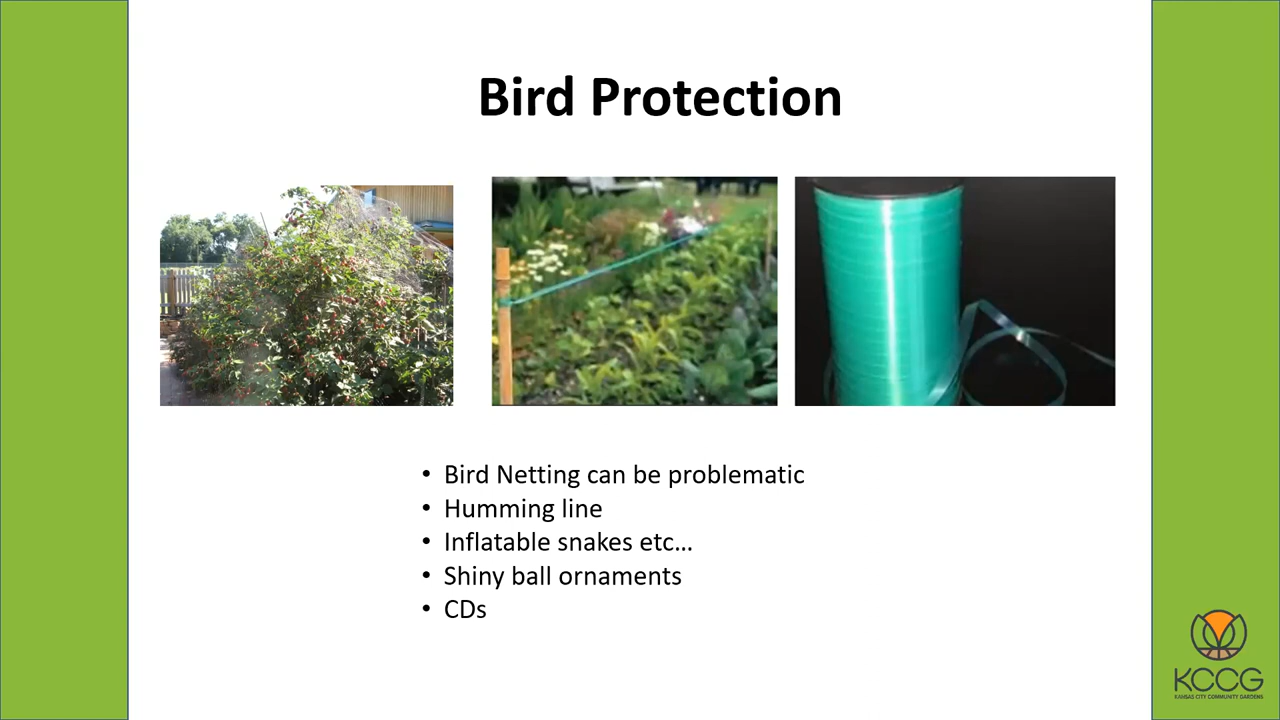 Bird Protection
• Bird Netting can be problematic
• Humming line
• Inflatable snakes etc…
• Shiny ball ornaments
• CDs
KCCG
KANSAS CITY COMMUNITY GARDENS